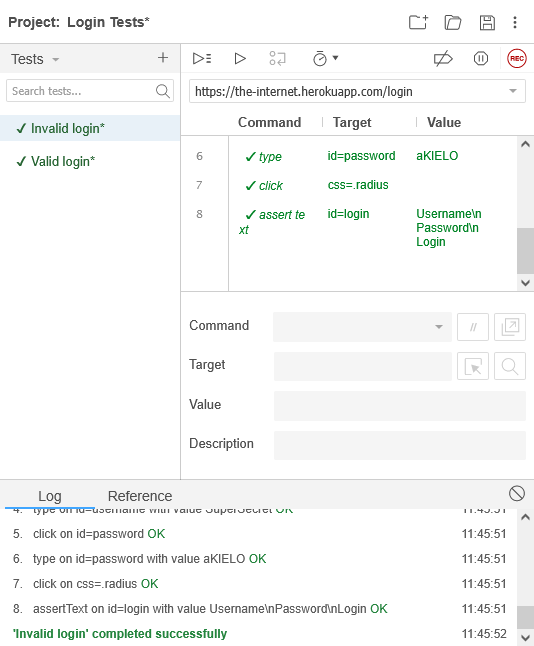 Project: Login Tests*
Tests
Search tests...
✓ Invalid login*
✓ Valid login*
REC
https://the-internet.herokuapp.com/login
Command Target Value
6 ✓ type id=password aKIELO
7 ✓ click css=.radius
8 ✓ assert te id=login Username\n
xt Password\n
Login
Command
//
Target
Value
Description
Log Reference
4. type on id=username with value SuperSecret OK 11:45:51
5. click on id=password OK 11:45:51
6. type on id=password with value aKIELO OK 11:45:51
7. click on css=.radius OK 11:45:51
8. assertText on id=login with value Username\nPassword\nLogin OK 11:45:51
'Invalid login' completed successfully 11:45:52